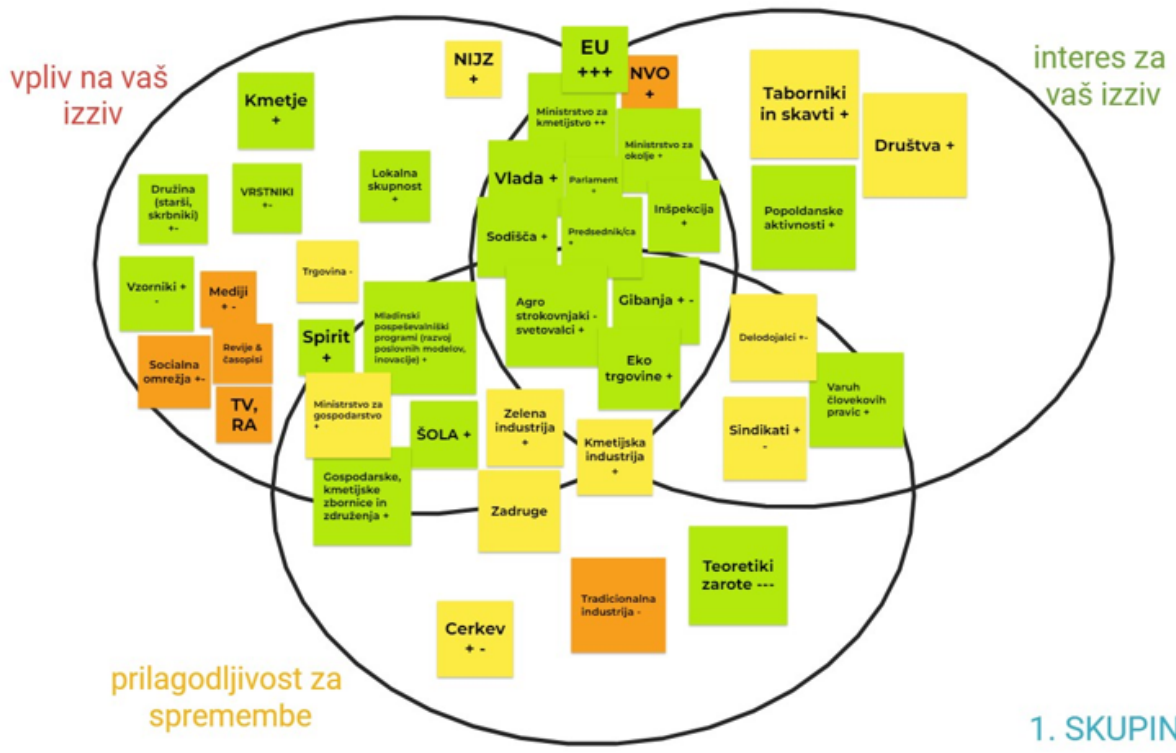 vpliv na vaš
izziv
NIJZ
+
EU
+++
NVO
+
interes za
vaš izziv
Kmetje
+
Ministrstvo za
kmetijstvo ++
Taborniki
in skavti +
Društva +
Ministrstvo za
okolje +
Lokalna
skupnost
+
Vlada +
Parlament
+
Družina
(starši,
skrbniki)
+-
VRSTNIKI
+-
Inšpekcija
+
Popoldanske
aktivnosti +
Sodišča +
Predsednik/ca
+
Trgovina -
Vzorniki +
-
Mediji
+ -
Mladinski
pospeševalniški
programi (razvoj
poslovnih modelov,
inovacije) +
Agro
strokovnjaki -
svetovalci +
Gibanja + -
Spirit
+
Revije &
časopisi
Delodojalci +-
Socialna
omrežja +-
Eko
trgovine +
Varuh
človekovih
pravic +
TV,
RA
Ministrstvo za
gospodarstvo
+
ŠOLA +
Zelena
industrija
+
Kmetijska
industrija
+
Sindikati +
-
Gospodarske,
kmetijske
zbornice in
združenja +
Zadruge
Teoretiki
zarote ---
Tradicionalna
industrija -
Cerkev
+ -
prilagodljivost za
spremembe
1. SKUPIN